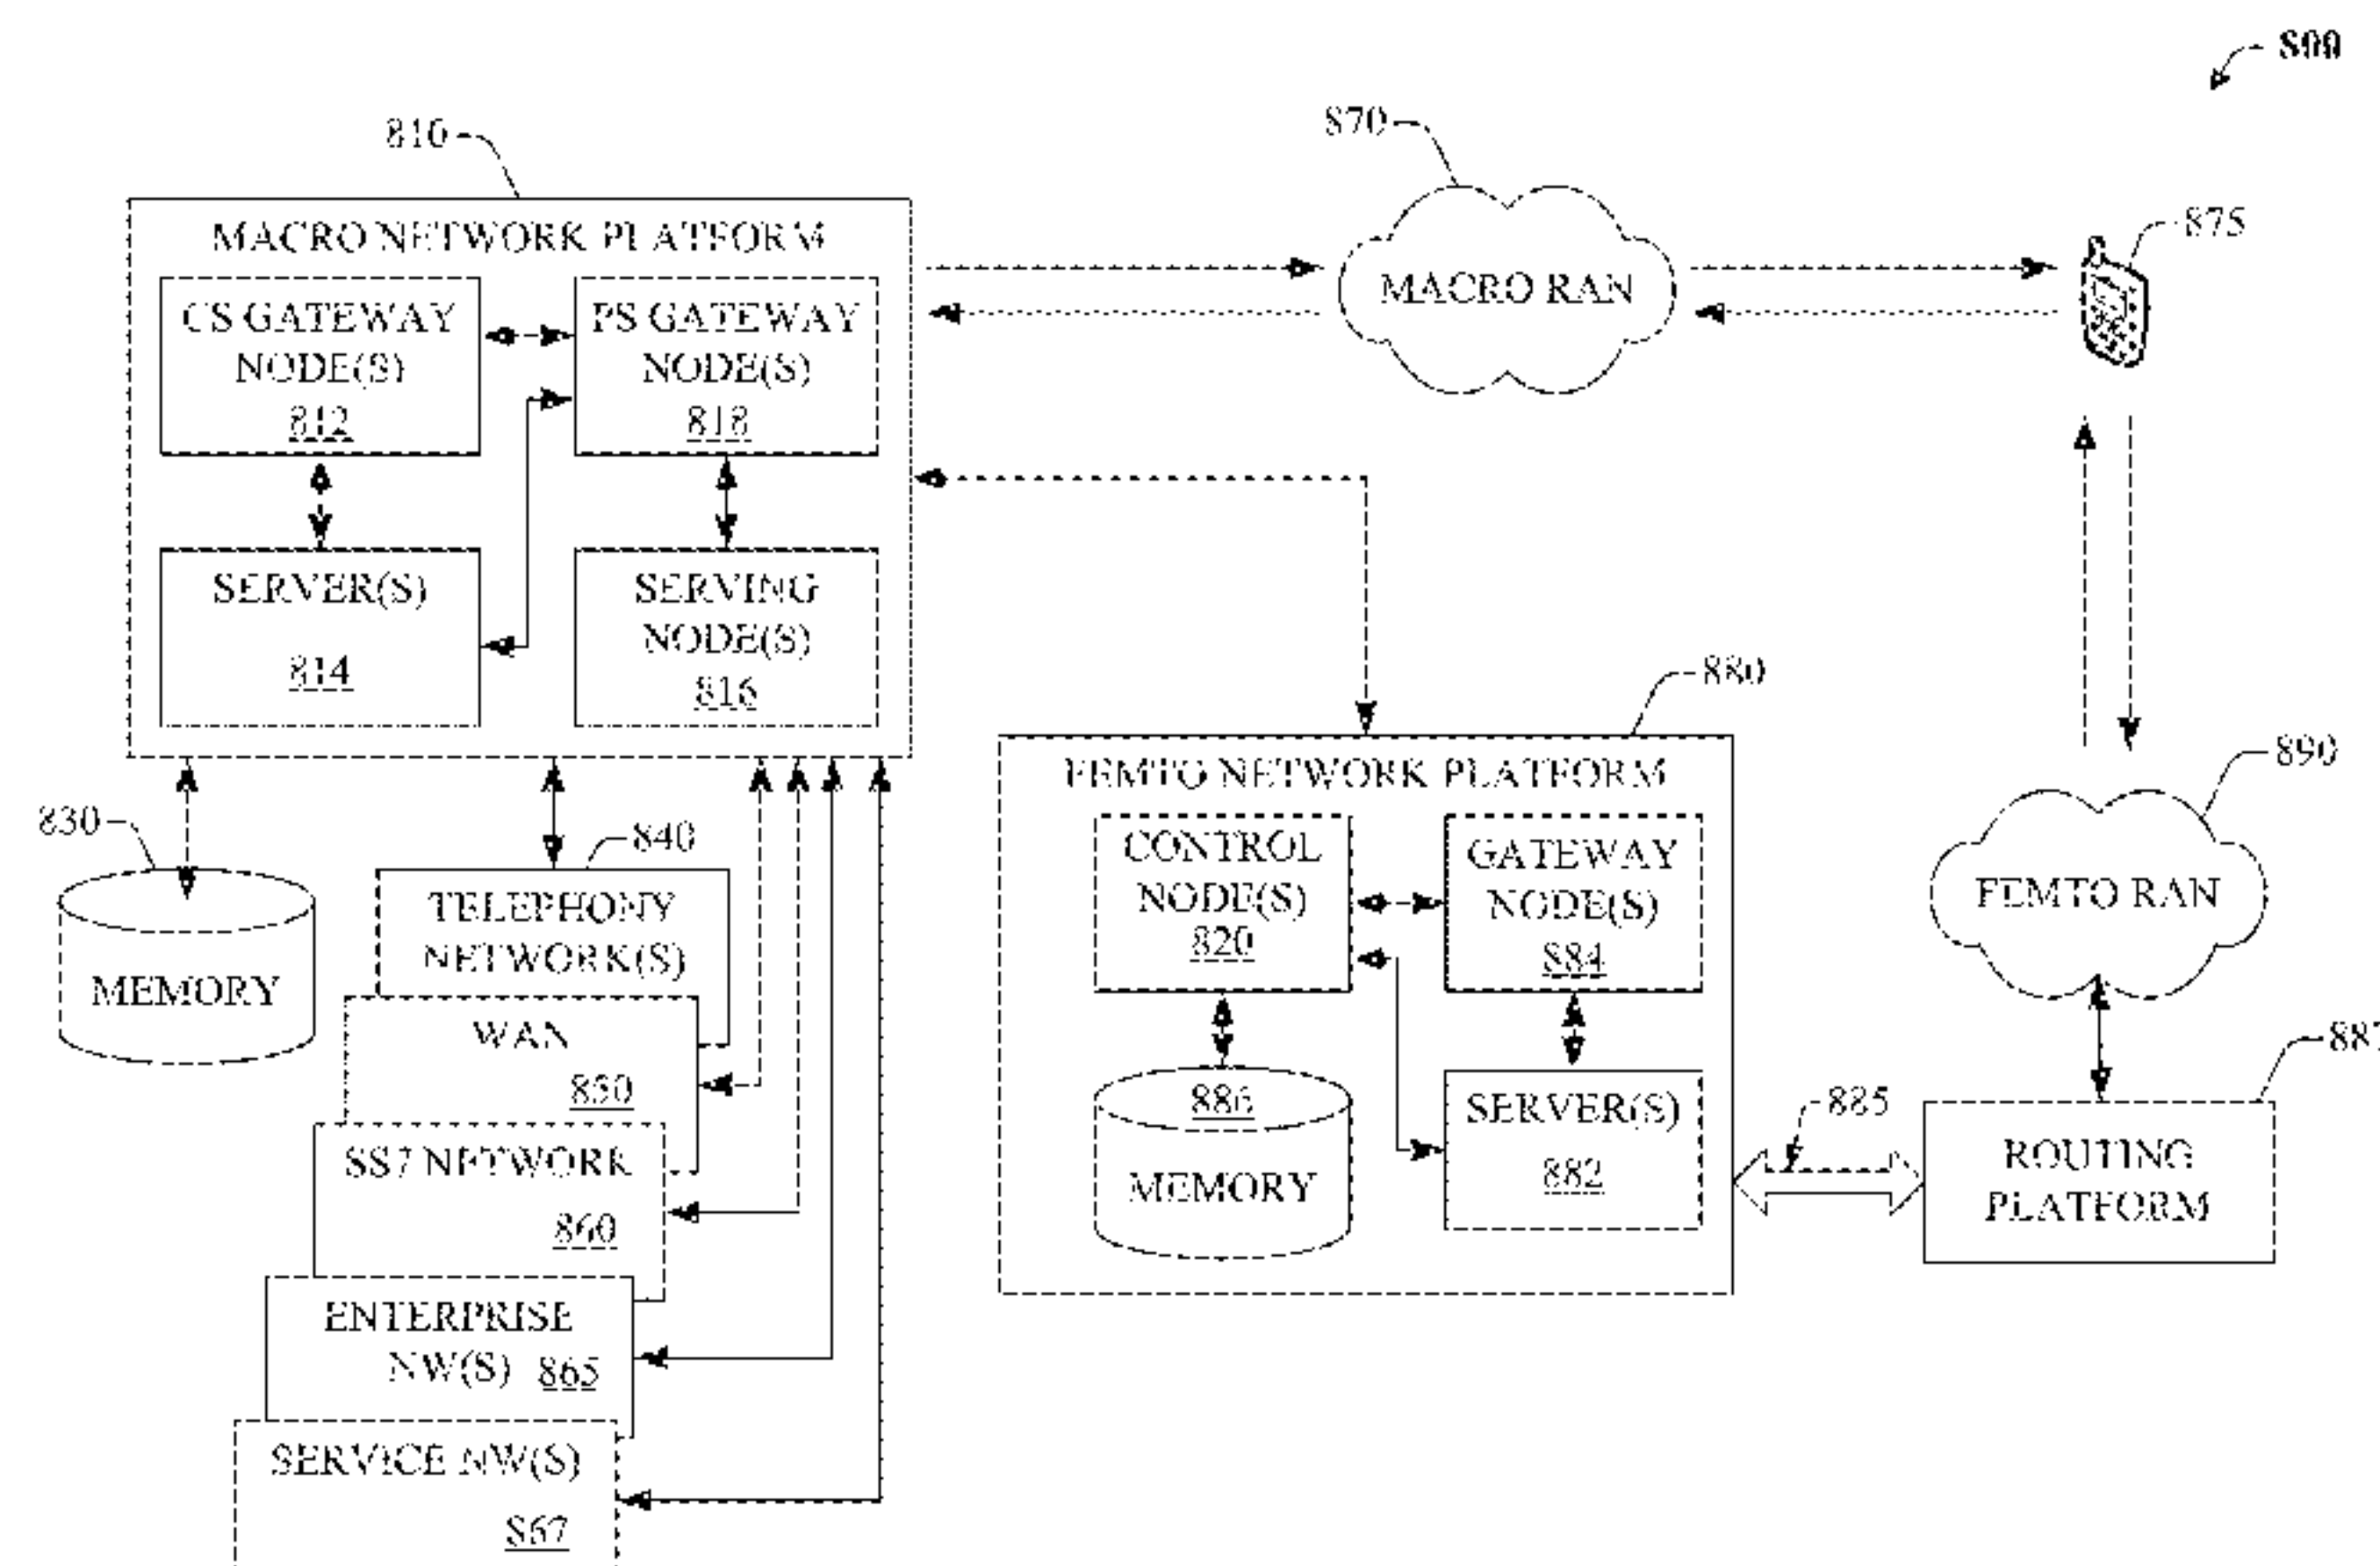 800
810
870
875
MACRO NETWORK PLATFORM
CS GATEWAY
NODE(S)
812
PS GATEWAY
NODE(S)
818
MACRO RAN
SERVER(S)
814
SERVING
NODE(S)
816
880
890
830
840
FEMTO NETWORK PLATFORM
CONTROL
NODE(S)
820
GATEWAY
NODE(S)
884
FEMTO RAN
TELEPHONY
NETWORK(S)
MEMORY
WAN
850
886
MEMORY
SERVER(S)
882
885
887
ROUTING
PLATFORM
SS7 NETWORK
860
ENTERPRISE
NW(S) 865
SERVICE NW(S)
867